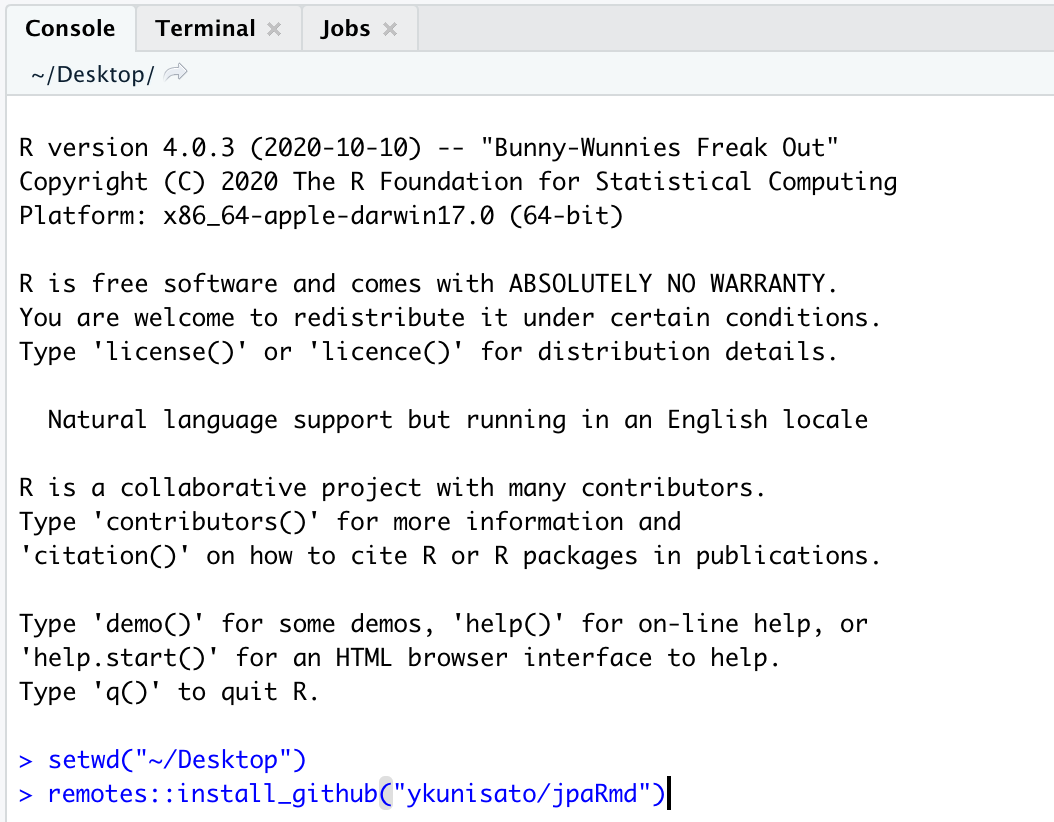 Console Terminal Jobs
~/Desktop/
R version 4.0.3 (2020-10-10) -- "Bunny-Wunnies Freak Out"
Copyright (C) 2020 The R Foundation for Statistical Computing
Platform: x86_64-apple-darwin17.0 (64-bit)
R is free software and comes with ABSOLUTELY NO WARRANTY.
You are welcome to redistribute it under certain conditions.
Type 'license()' or 'licence()' for distribution details.
Natural language support but running in an English locale
R is a collaborative project with many contributors.
Type 'contributors()' for more information and
'citation()' on how to cite R or R packages in publications.
Type 'demo()' for some demos, 'help()' for on-line help, or
'help.start()' for an HTML browser interface to help.
Type 'q()' to quit R.
> setwd("~/Desktop")
> remotes::install_github("ykunisato/jpaRmd")